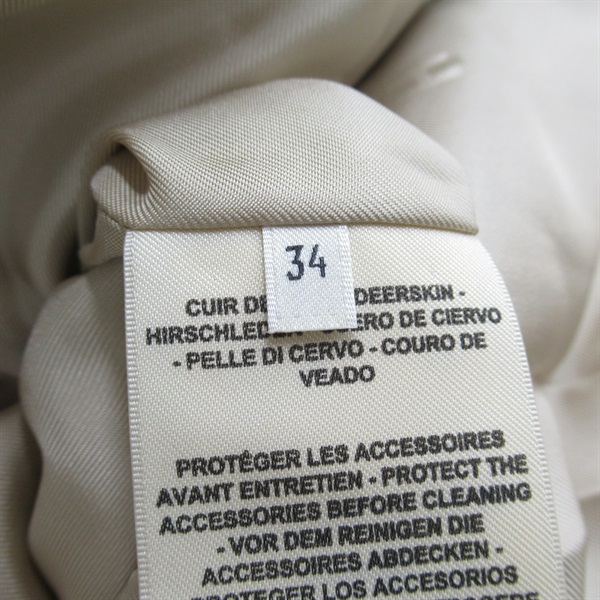 34
CUIR DE DEERSKIN -
HIRSCHLEDER CUERO DE CIERVO
- PELLE DI CERVO - COURO DE
VEADO
PROTÉGER LES ACCESSOIRES
AVANT ENTRETIEN - PROTECT THE
ACCESSORIES BEFORE CLEANING
- VOR DEM REINIGEN DIE
ACCESSOIRES ABDECKEN -
PROTEGER LOS ACCESORIOS